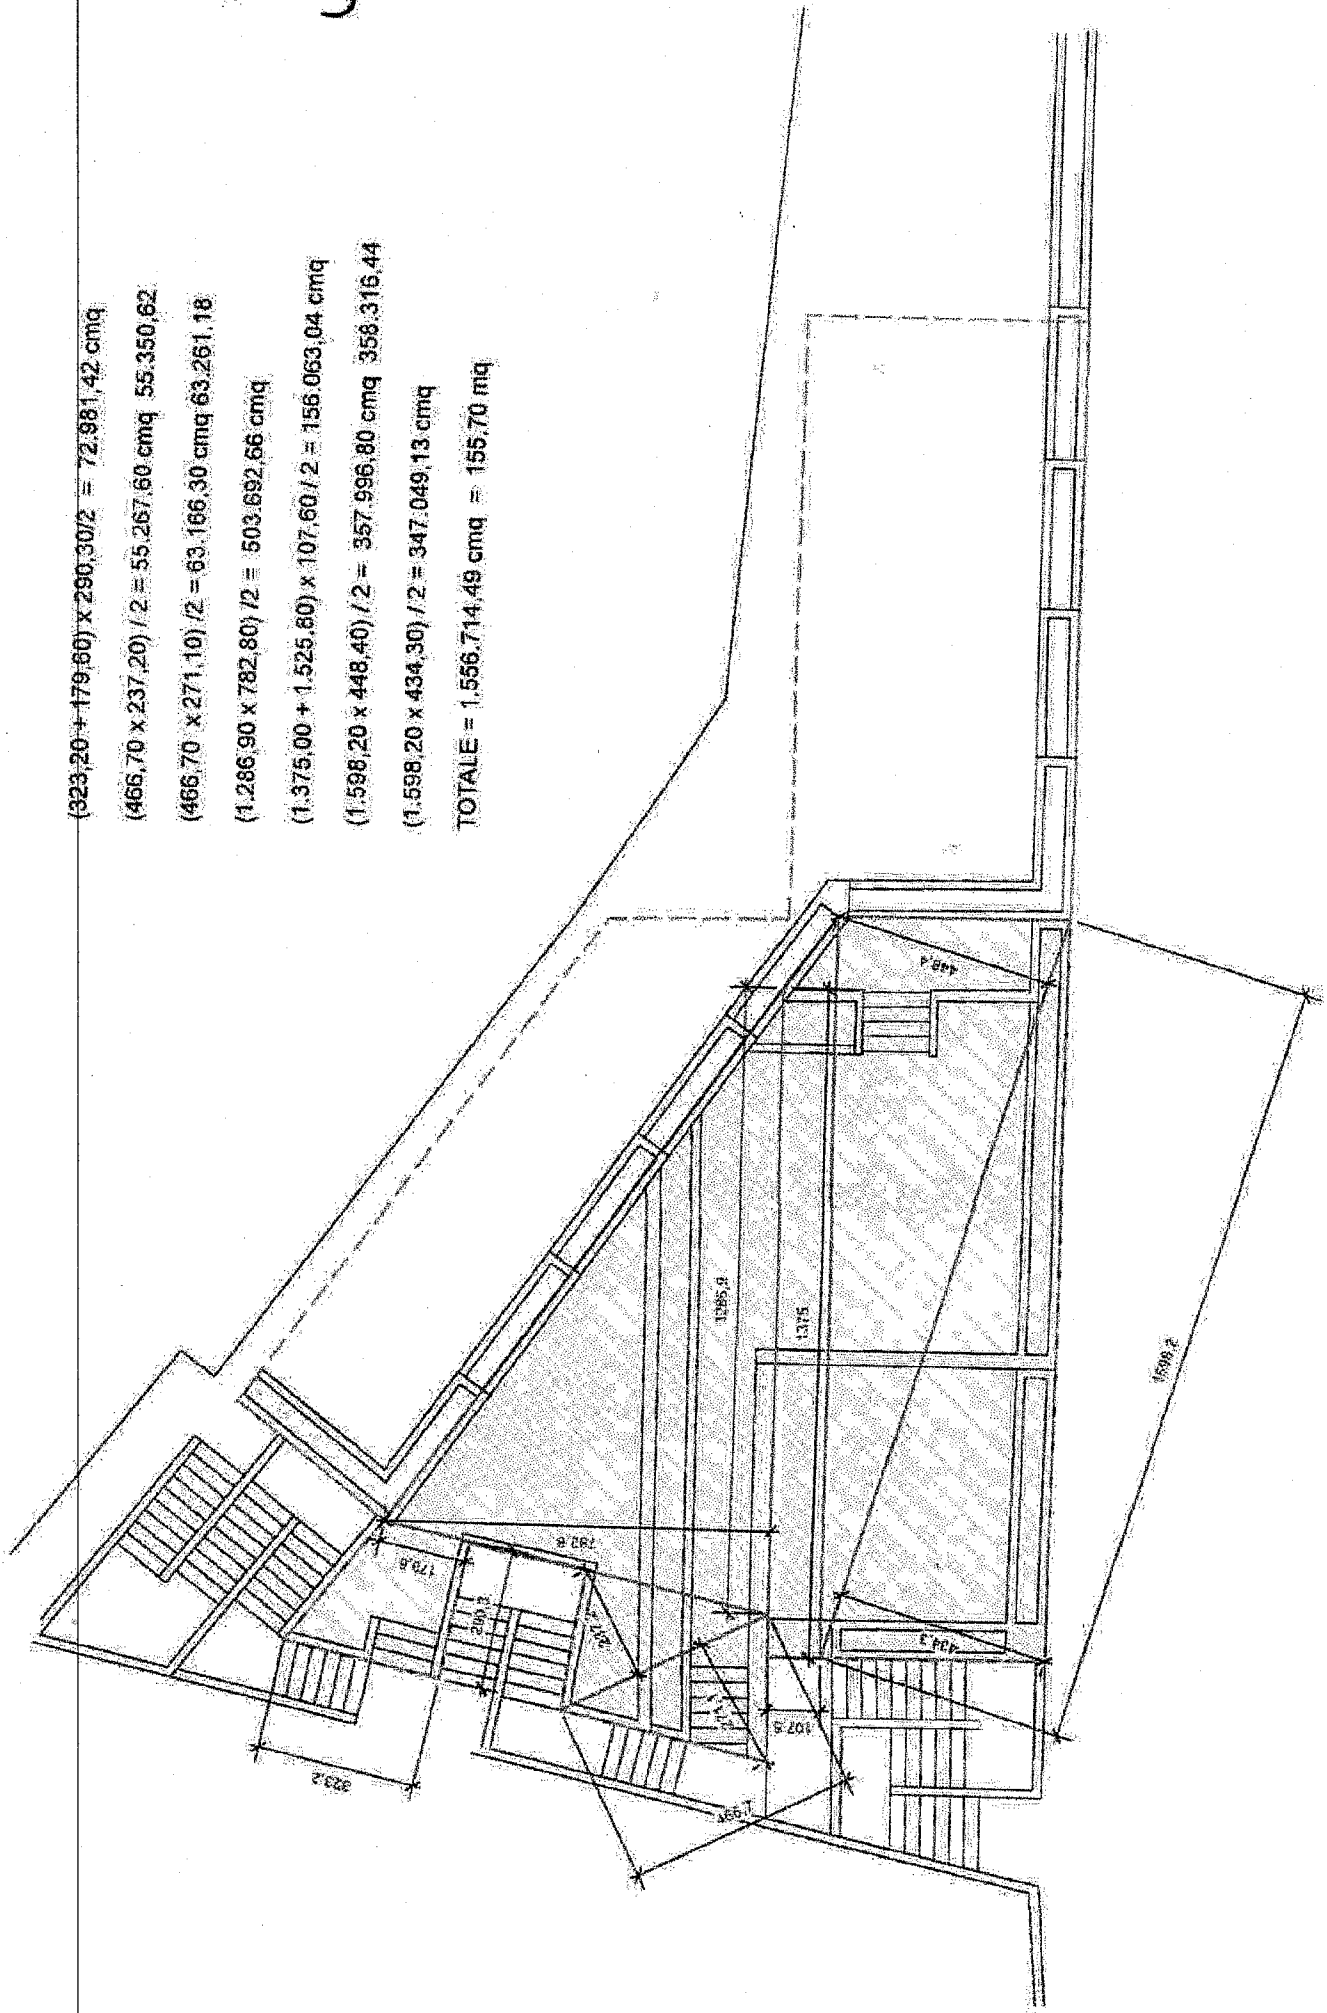 (323,20 + 179,60) x 290,30/2 = 72.981,42 cmq
(466,70 x 237,20) / 2 = 55.267,60 cmq 55.350,62
(466,70 x 271,10) /2 = 63.166,30 cmq 63.261,18
(1.286,90 x 782,80) /2 = 503.692,66 cmq
(1.375,00 + 1.525,80) x 107,60 / 2 = 156.063,04 cmq
(1.598,20 x 448,40) / 2 = 357.996,80 cmq 358.316,44
(1.598,20 x 434,30) / 2 = 347.049,13 cmq
TOTALE = 1.556.714,49 cmq = 155,70 mq
448,4
1286,9
1375
1598,2
782,8
179,6
434,3
107,6
323,2
466,7